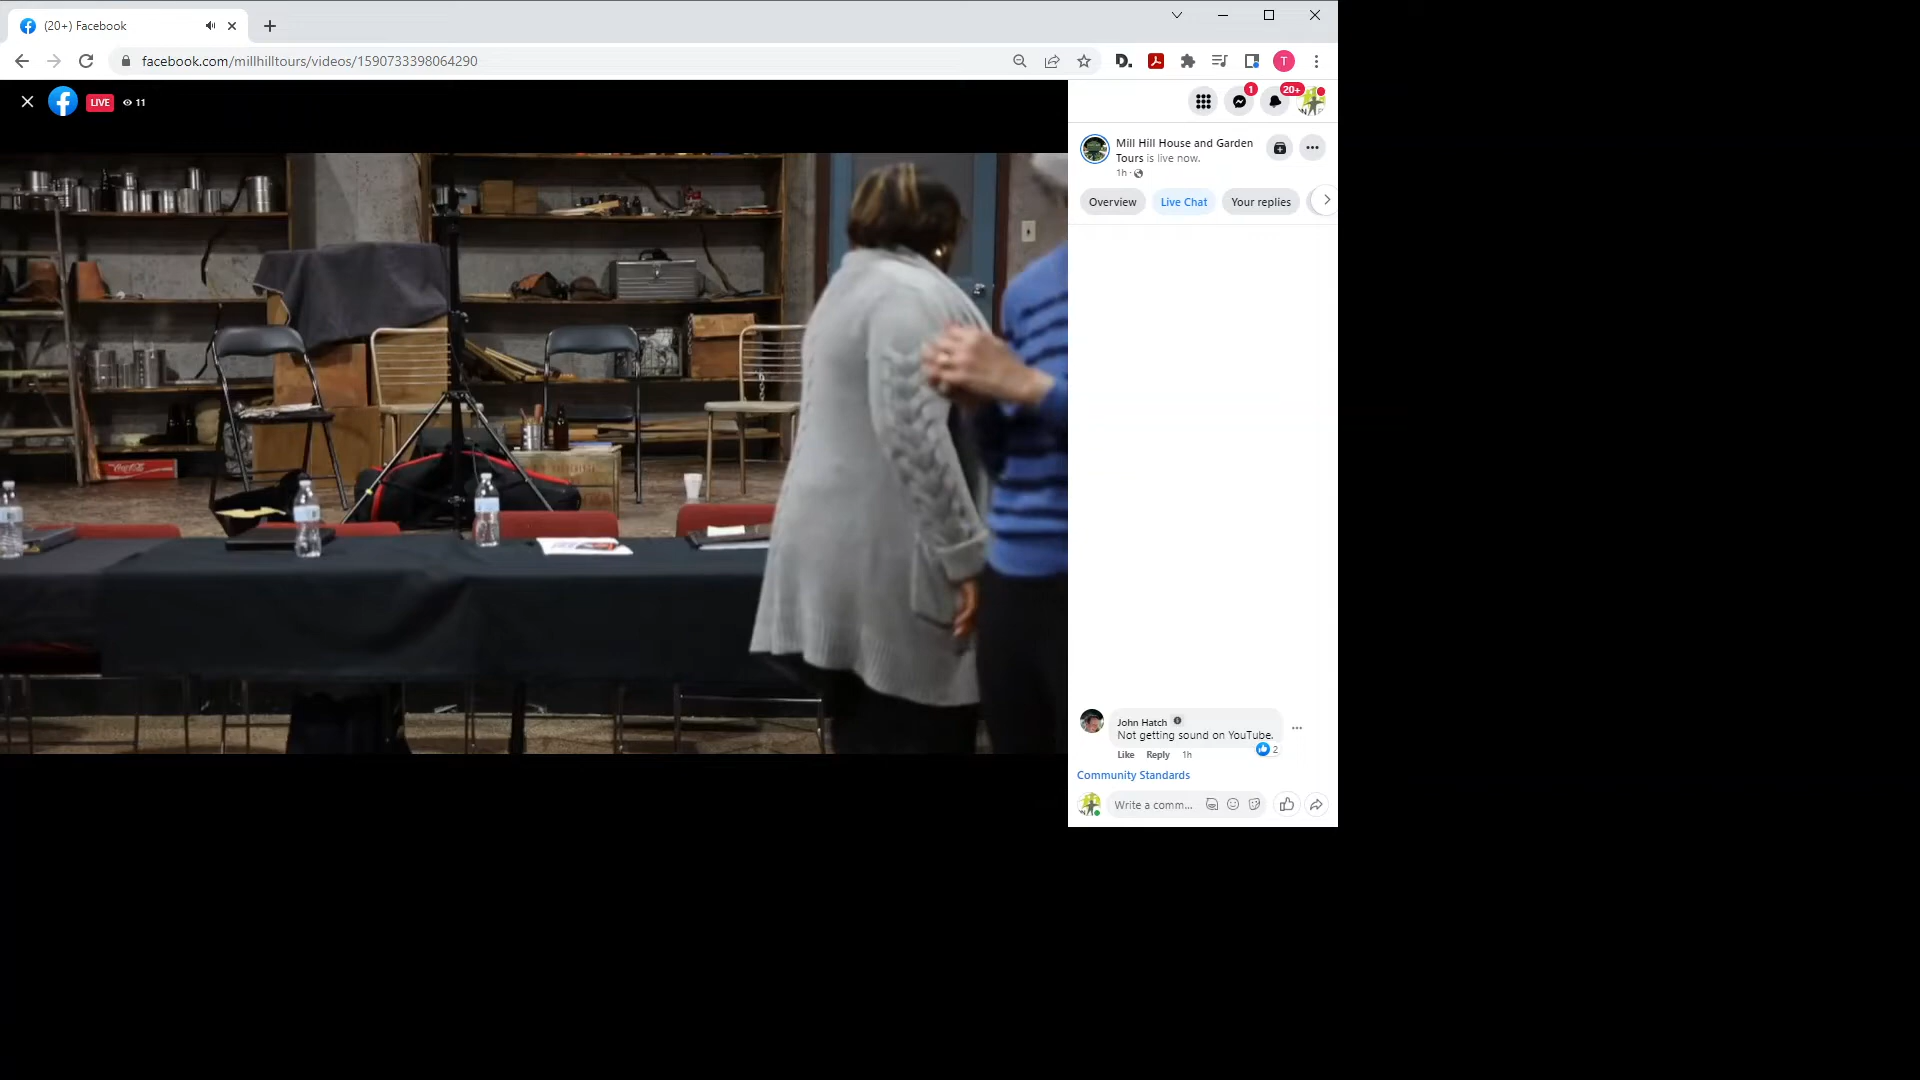 (20+) Facebook
facebook.com/millhilltours/videos/1590733398064290
T
LIVE 11
1
20+
Mill Hill House and Garden
Tours is live now.
1h ·
Overview
Live Chat
Your replies
Coca-Cola
John Hatch
Not getting sound on YouTube.
2
Like Reply 1h
Community Standards
Write a comm...